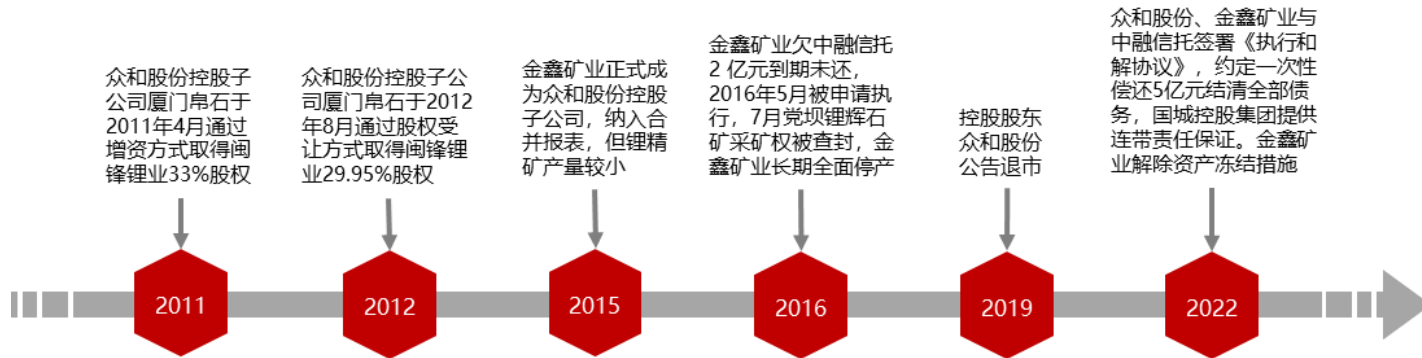 众和股份控股子
公司厦门帛石于
2011年4月通过
增资方式取得闽
锋锂业33%股权
众和股份控股子公
司厦门帛石于2012
年8月通过股权受
让方式取得闽锋锂
业29.95%股权
金鑫矿业正式成
为众和股份控股
子公司，纳入合
并报表，但锂精
矿产量较小
金鑫矿业欠中融信托
2 亿元到期未还，
2016年5月被申请执
行，7月党坝锂辉石
矿采矿权被查封，金
鑫矿业长期全面停产
控股股东
众和股份
公告退市
众和股份、金鑫矿业与
中融信托签署《执行和
解协议》，约定一次性
偿还5亿元结清全部债
务，国城控股集团提供
连带责任保证。金鑫矿
业解除资产冻结措施
2011
2012
2015
2016
2019
2022